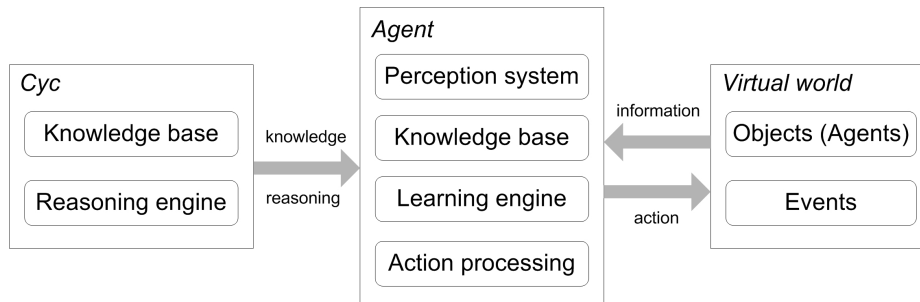 Cyc
Knowledge base
Reasoning engine
knowledge
reasoning
Agent
Perception system
Knowledge base
Learning engine
Action processing
information
action
Virtual world
Objects (Agents)
Events